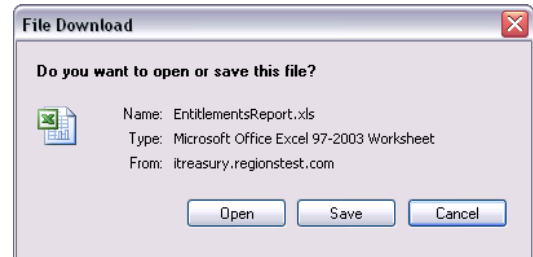 File Download
Do you want to open or save this file?
Name: EntitlementsReport.xls
Type: Microsoft Office Excel 97-2003 Worksheet
From: itreasury.regionstest.com
Open Save Cancel